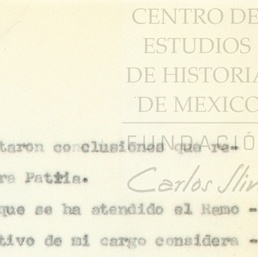 CENTRO DE
ESTUDIOS
DE HISTORIA
DE MEXICO
FUNDACIÓ
Carlos Sli
taron conclusiones que re-
ra Patria.
que se ha atendido el Ramo -
tivo de mi cargo considera -